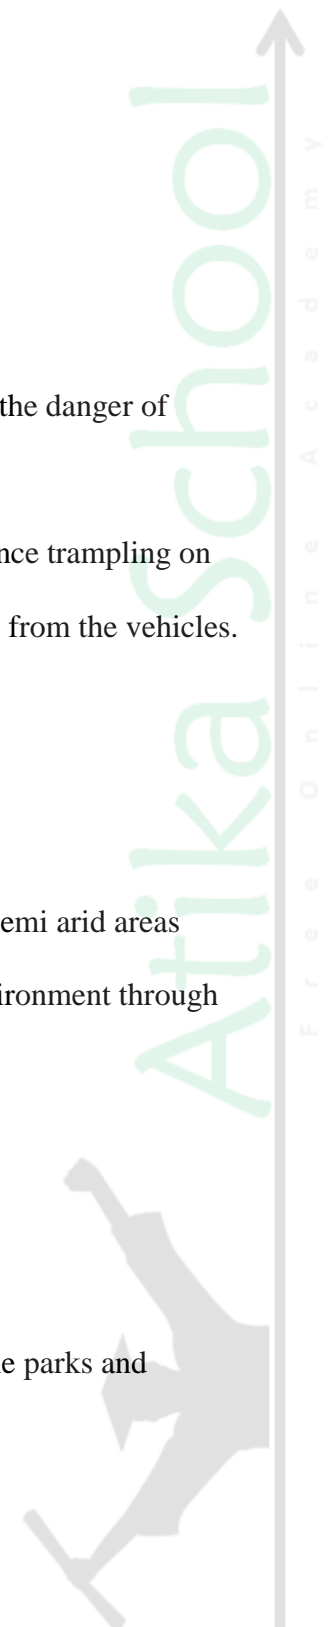 the danger of
nce trampling on
from the vehicles.
emi arid areas
ironment through
e parks and
Atika School
Free Online Academy